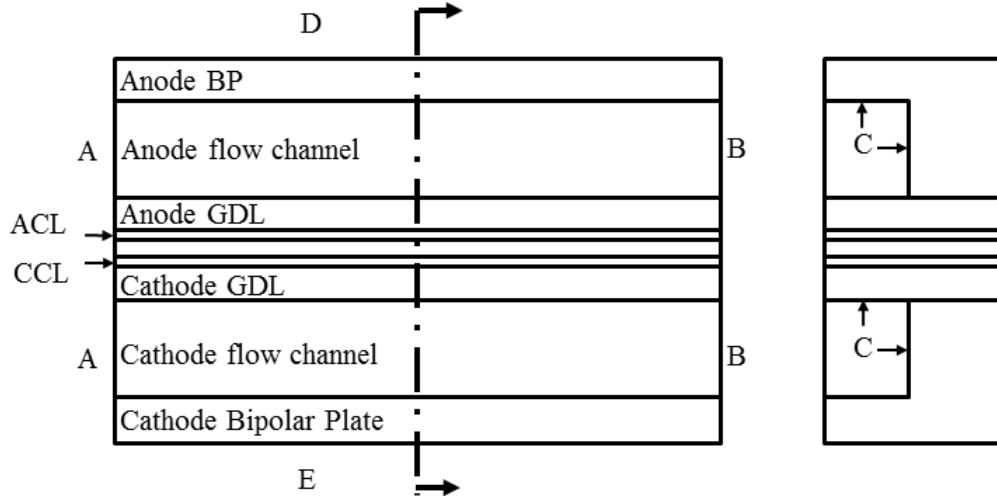 D
Anode BP
A
Anode flow channel
B
C
Anode GDL
ACL
CCL
Cathode GDL
A
Cathode flow channel
B
C
Cathode Bipolar Plate
E